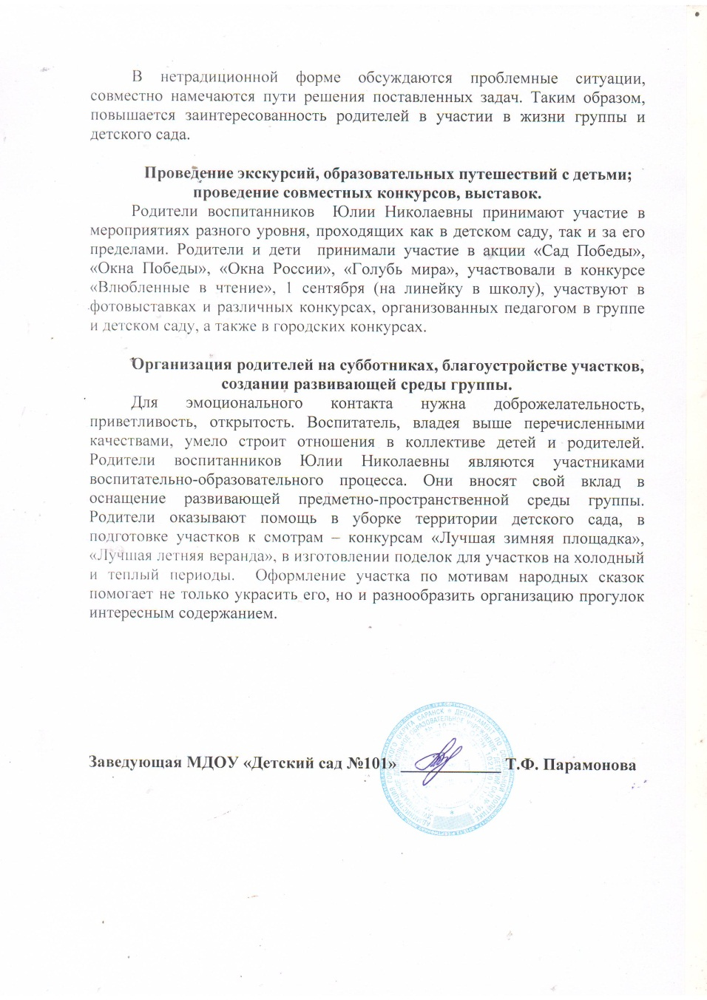 В нетрадиционной форме обсуждаются проблемные ситуации,
совместно намечаются пути решения поставленных задач. Таким образом,
повышается заинтересованность родителей в участии в жизни группы и
детского сада.
Проведение экскурсий, образовательных путешествий с детьми;
проведение совместных конкурсов, выставок.
Родители воспитанников Юлии Николаевны принимают участие в
мероприятиях разного уровня, проходящих как в детском саду, так и за его
пределами. Родители и дети принимали участие в акции «Сад Победы»,
«Окна Победы», «Окна России», «Голубь мира», участвовали в конкурсе
«Влюбленные в чтение», 1 сентября (на линейку в школу), участвуют в
фотовыставках и различных конкурсах, организованных педагогом в группе
и детском саду, а также в городских конкурсах.
Организация родителей на субботниках, благоустройстве участков,
создании развивающей среды группы.
Для эмоционального контакта нужна доброжелательность,
приветливость, открытость. Воспитатель, владея выше перечисленными
качествами, умело строит отношения в коллективе детей и родителей.
Родители воспитанников Юлии Николаевны являются участниками
воспитательно-образовательного процесса. Они вносят свой вклад в
оснащение развивающей предметно-пространственной среды группы.
Родители оказывают помощь в уборке территории детского сада, в
подготовке участков к смотрам – конкурсам «Лучшая зимняя площадка»,
«Лучшая летняя веранда», в изготовлении поделок для участков на холодный
и теплый периоды. Оформление участка по мотивам народных сказок
помогает не только украсить его, но и разнообразить организацию прогулок
интересным содержанием.
Заведующая МДОУ «Детский сад №101» ____________ Т.Ф. Парамонова
ОКРУГА САРАНСК * ДЕПАРТАМЕНТ ПО СОЦИАЛЬНОЙ ПОЛИТИКЕ